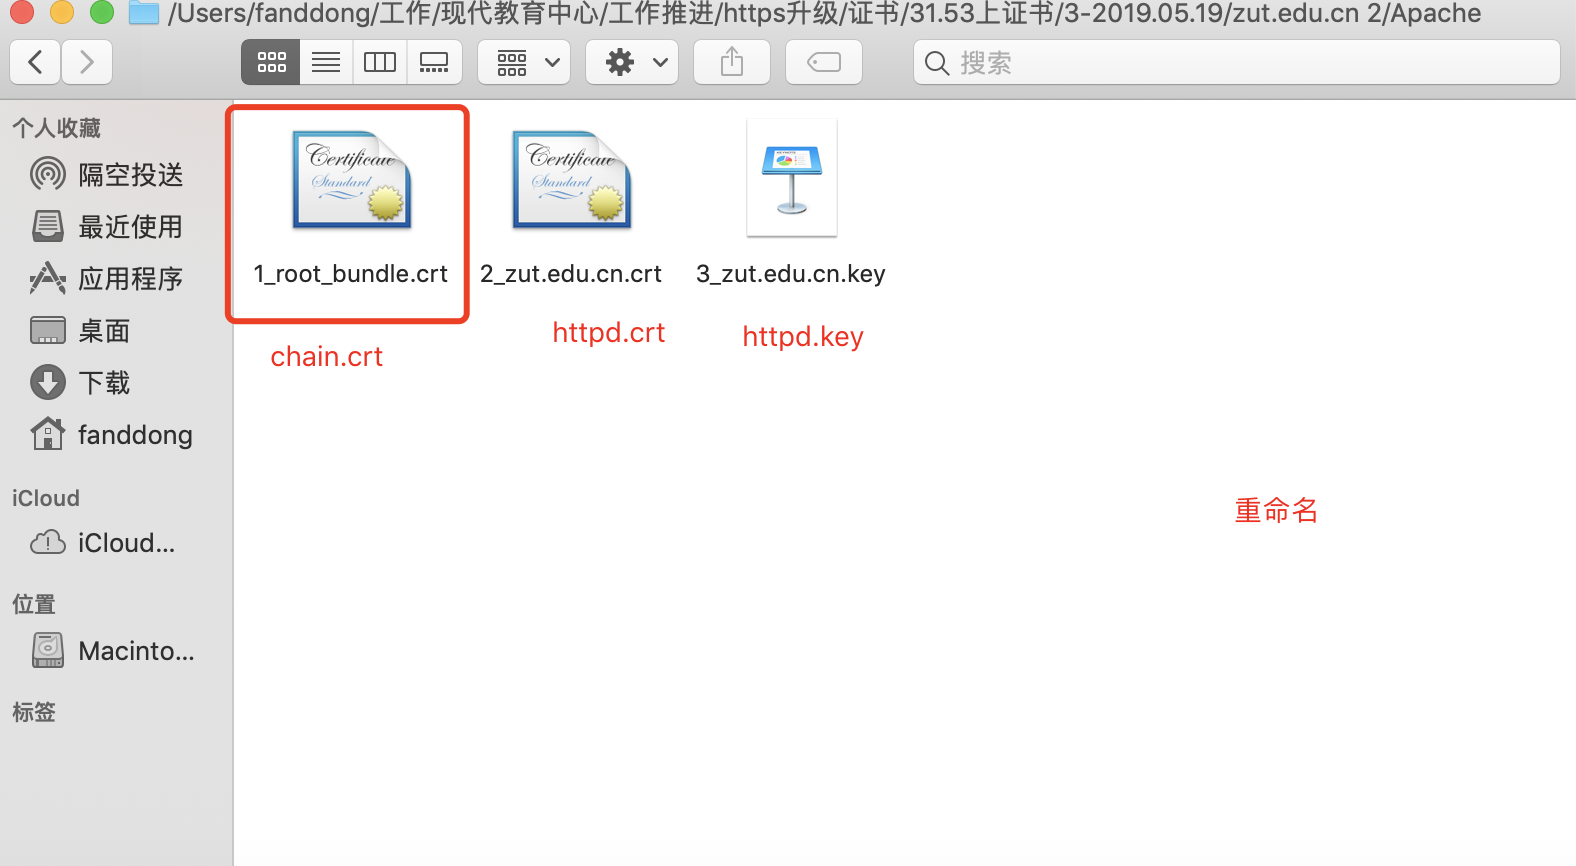 /Users/fanddong/工作/现代教育中心/工作推进/https升级/证书/31.53上证书/3-2019.05.19/zut.edu.cn 2/Apache
搜索
个人收藏
隔空投送
最近使用
应用程序
桌面
下载
fanddong
iCloud
iCloud...
位置
Macinto...
标签
Certificate
Standard
Certificate
Standard
KEYNOTE
1_root_bundle.crt
2_zut.edu.cn.crt
3_zut.edu.cn.key
chain.crt
httpd.crt
httpd.key
重命名